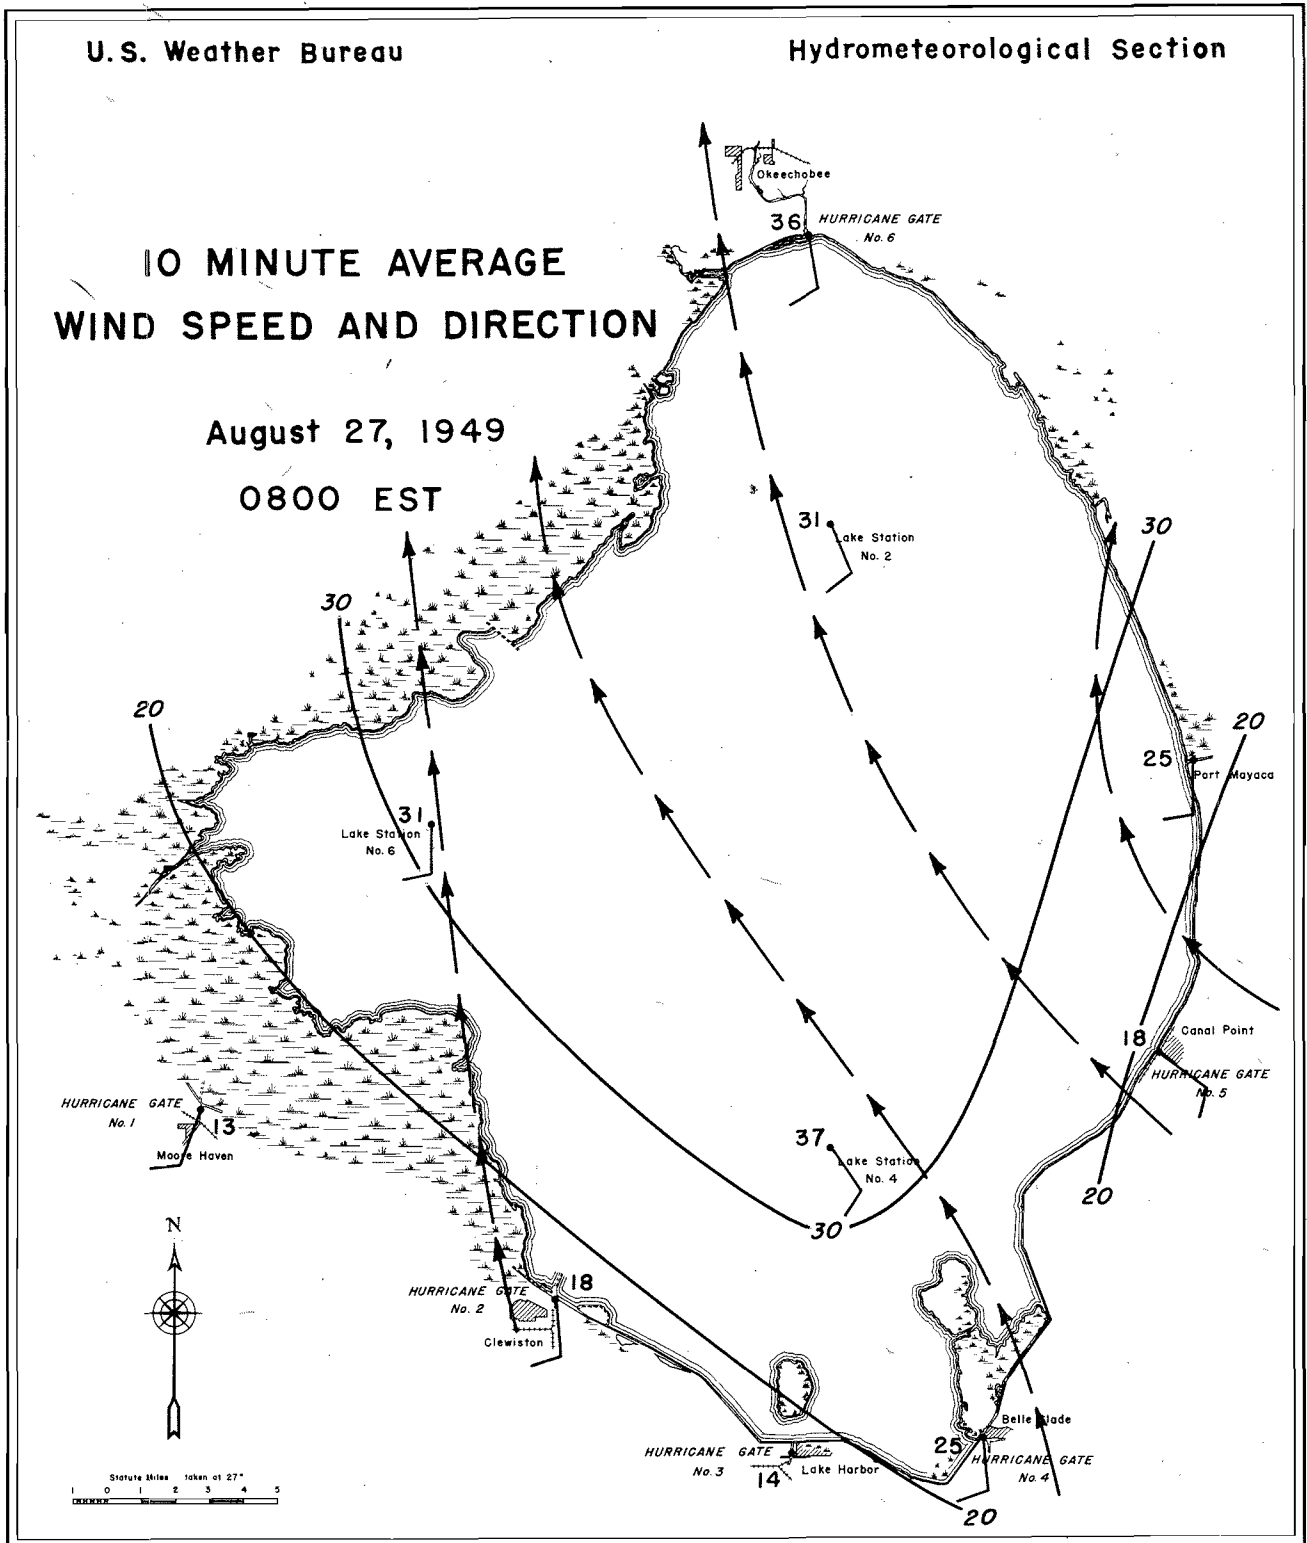 U.S. Weather Bureau
Hydrometeorological Section
Okeechobee
36
HURRICANE GATE
No. 6
10 MINUTE AVERAGE
WIND SPEED AND DIRECTION
August 27, 1949
0800 EST
31
Lake Station
No. 2
30
30
20
20
25
Port Mayaca
31
Lake Station
No. 6
18
Canal Point
HURRICANE GATE
No. 5
HURRICANE GATE
No. 1
13
Moore Haven
37
Lake Station
No. 4
20
30
N
18
HURRICANE GATE
No. 2
Clewiston
Belle Glade
25
HURRICANE GATE
No. 4
HURRICANE GATE
No. 3
14
Lake Harbor
20
Statute Miles taken at 27°
1 0 1 2 3 4 5